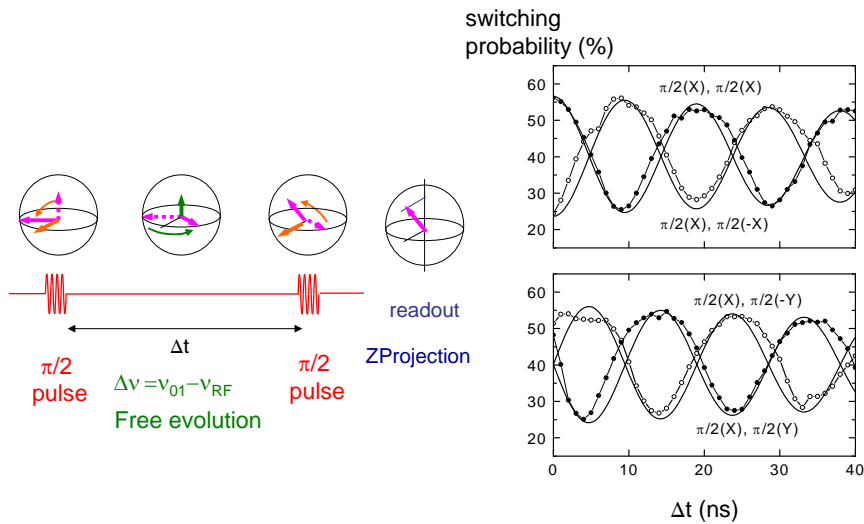 switching
probability (%)
π/2(X), π/2(X)
π/2(X), π/2(-X)
60
50
40
30
20
π/2(X), π/2(-Y)
π/2(X), π/2(Y)
60
50
40
30
20
0 10 20 30 40
Δt (ns)
Δt
π/2
pulse
Δν=ν01−νRF
Free evolution
π/2
pulse
readout
ZProjection